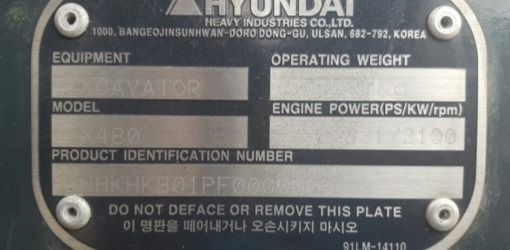 HYUNDAI
HEAVY INDUSTRIES CO.,LTD.
1000, BANGEOJINSUNHWAN-DORO DONG-GU, ULSAN, 682-792, KOREA
EQUIPMENT
OPERATING WEIGHT
EXCAVATOR
Kg
MODEL
ENGINE POWER(PS/KW/rpm)
/2100
PRODUCT IDENTIFICATION NUMBER
DO NOT DEFACE OR REMOVE THIS PLATE
이 명판을 떼어내거나 오손시키지 마시오
91LM-14110